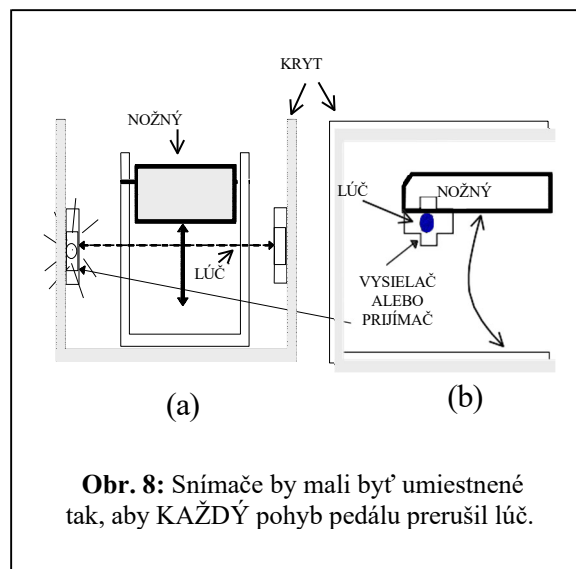 KRYT
NOŽNÝ
LÚČ
NOŽNÝ
LÚČ
VYSIELAČ
ALEBO
PRIJÍMAČ
(a)
(b)
Obr. 8: Snímače by mali byť umiestnené
tak, aby KAŽDÝ pohyb pedálu prerušil lúč.